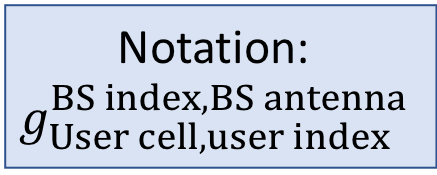 Notation:
g BS index,BS antenna
User cell,user index